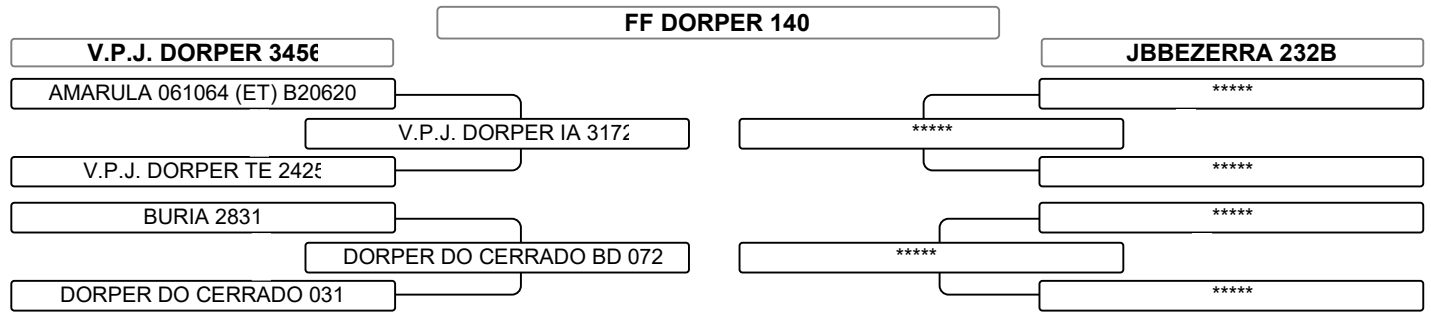 FF DORPER 140
V.P.J. DORPER 3456
JBBEZERRA 232B
AMARULA 061064 (ET) B20620
*****
V.P.J. DORPER IA 3172
*****
V.P.J. DORPER TE 2425
*****
BURIA 2831
*****
DORPER DO CERRADO BD 072
*****
DORPER DO CERRADO 031
*****